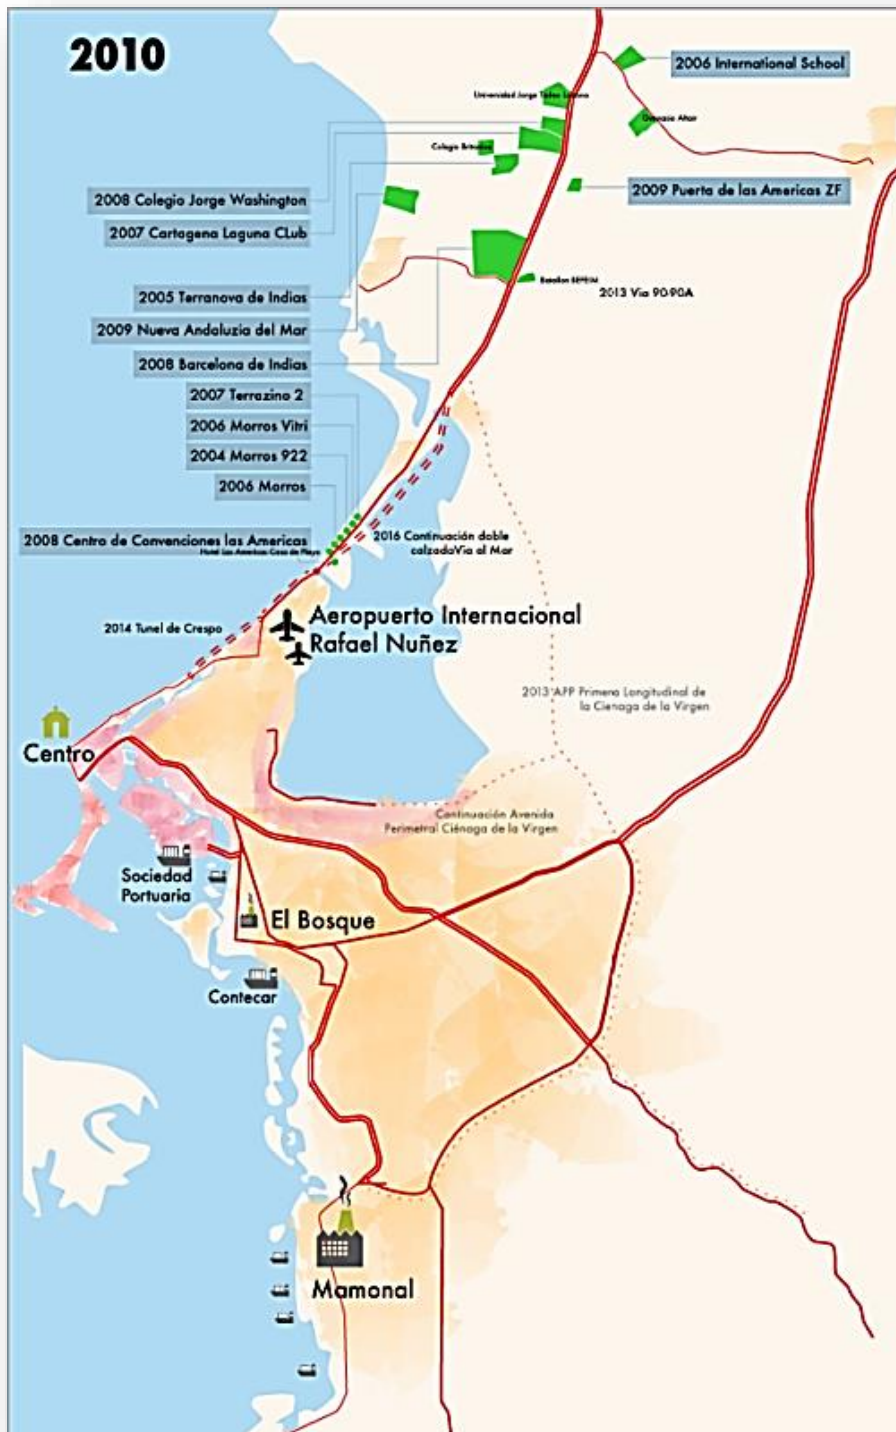 2010
2006 International School
Universidad Jorge Tadeo Lozano
Gimnasio Altair
Colegio Britanico
2008 Colegio Jorge Washington
2009 Puerta de las Americas ZF
2007 Cartagena Laguna CLub
Batallon
2013 Via 90-90A
2005 Terranova de Indias
2009 Nueva Andaluzia del Mar
2008 Barcelona de Indias
2007 Terrazino 2
2006 Morros Vitri
2004 Morros 922
2006 Morros
2008 Centro de Convenciones las Americas
Hotel Las Americas Casa de Playa
2016 Continuación doble
calzadaVia al Mar
2014 Tunel de Crespo
Aeropuerto Internacional
Rafael Nuñez
2013 APP Primera Longitudinal de
la Cienaga de la Virgen
Centro
Continuación Avenida
Perimetral Ciénaga de la Virgen
Sociedad
Portuaria
El Bosque
Contecar
Mamonal